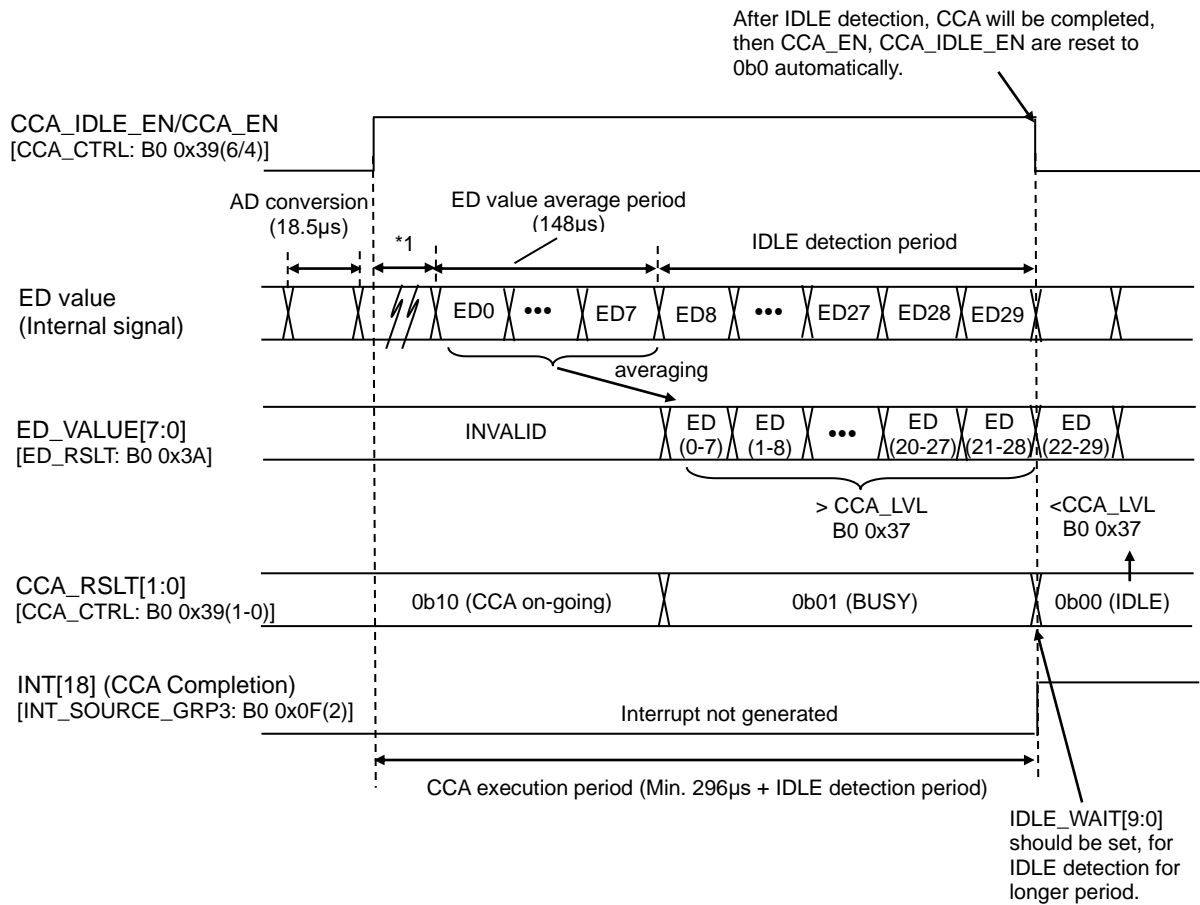 After IDLE detection, CCA will be completed,
then CCA_EN, CCA_IDLE_EN are reset to
0b0 automatically.
CCA_IDLE_EN/CCA_EN
[CCA_CTRL: B0 0x39(6/4)]
AD conversion
(18.5μs)
*1
ED value average period
(148μs)
IDLE detection period
ED value
(Internal signal)
ED0
•••
ED7
ED8
•••
ED27
ED28
ED29
averaging
ED_VALUE[7:0]
[ED_RSLT: B0 0x3A]
INVALID
ED
(0-7)
ED
(1-8)
•••
ED
(20-27)
ED
(21-28)
ED
(22-29)
> CCA_LVL
B0 0x37
<CCA_LVL
B0 0x37
CCA_RSLT[1:0]
[CCA_CTRL: B0 0x39(1-0)]
0b10 (CCA on-going)
0b01 (BUSY)
0b00 (IDLE)
INT[18] (CCA Completion)
[INT_SOURCE_GRP3: B0 0x0F(2)]
Interrupt not generated
CCA execution period (Min. 296μs + IDLE detection period)
IDLE_WAIT[9:0]
should be set, for
IDLE detection for
longer period.